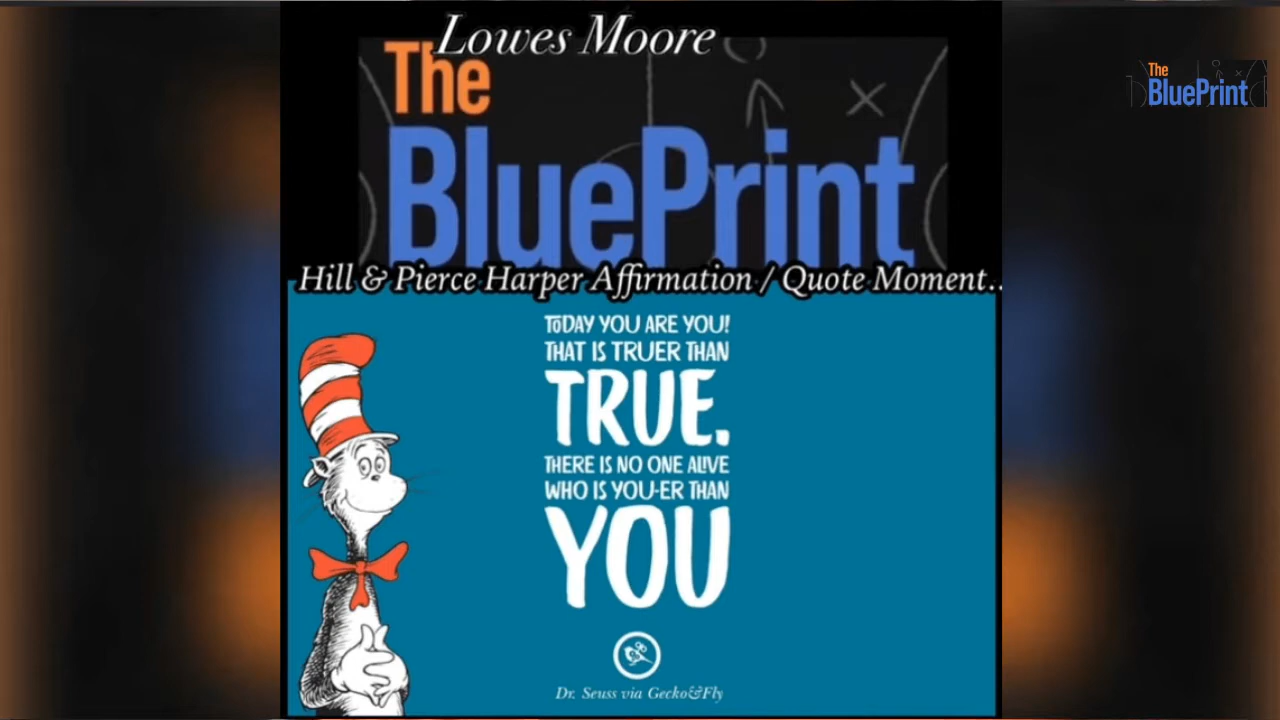 Lowes Moore
The
BluePrint
The
BluePrint
Hill & Pierce Harper Affirmation / Quote Moment..
TODAY YOU ARE YOU!
THAT IS TRUER THAN
TRUE.
THERE IS NO ONE ALIVE
WHO IS YOU-ER THAN
YOU
Dr. Seuss via Gecko&Fly